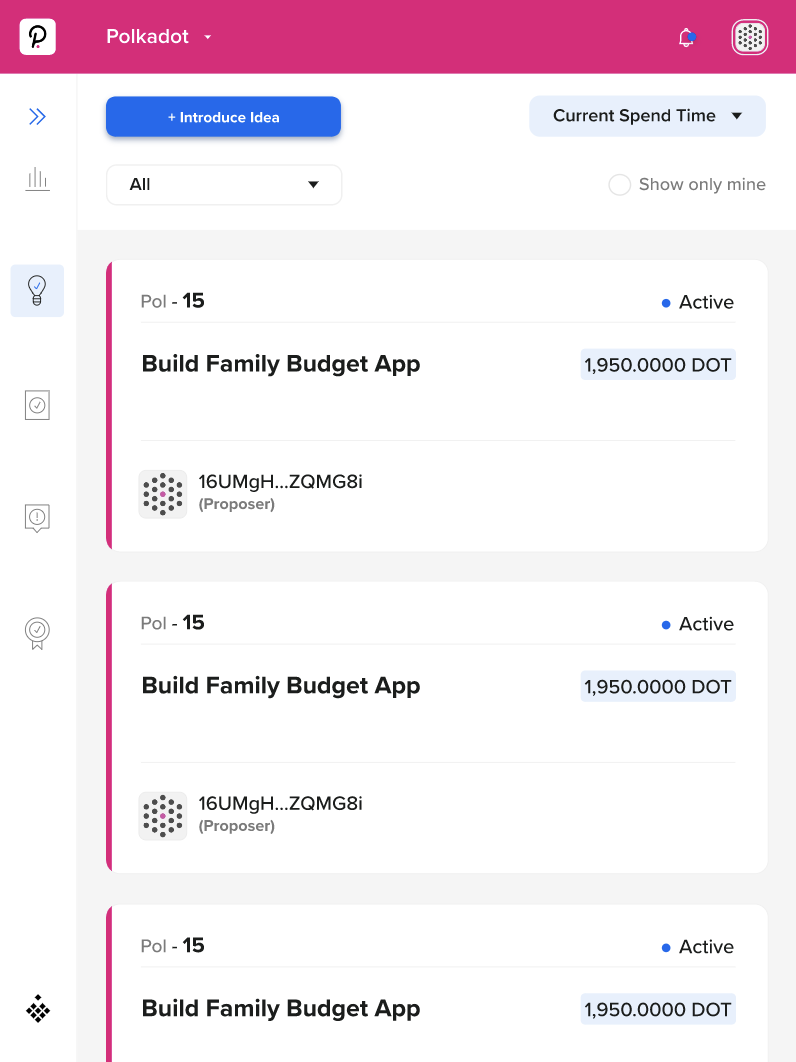 Polkadot
+ Introduce Idea
Current Spend Time
All
Show only mine
Pol - 15
Active
Build Family Budget App
1,950.0000 DOT
16UMgH...ZQMG8i
(Proposer)
Pol - 15
Active
Build Family Budget App
1,950.0000 DOT
16UMgH...ZQMG8i
(Proposer)
Pol - 15
Active
Build Family Budget App
1,950.0000 DOT